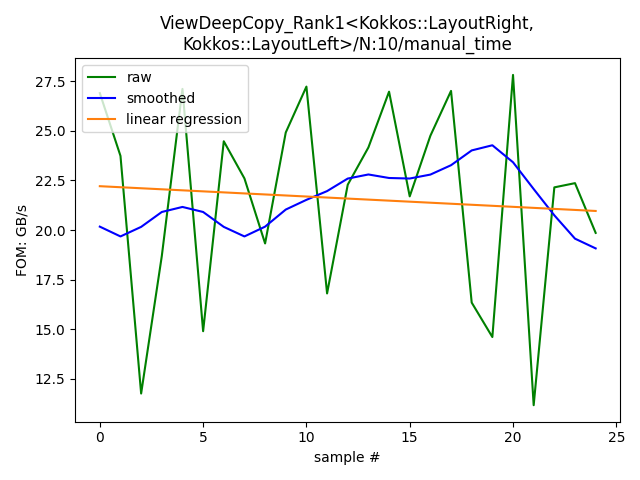 ViewDeepCopy_Rank1<Kokkos::LayoutRight,
Kokkos::LayoutLeft>/N:10/manual_time
raw
smoothed
linear regression
FOM: GB/s
27.5
25.0
22.5
20.0
17.5
15.0
12.5
0 5 10 15 20 25
sample #